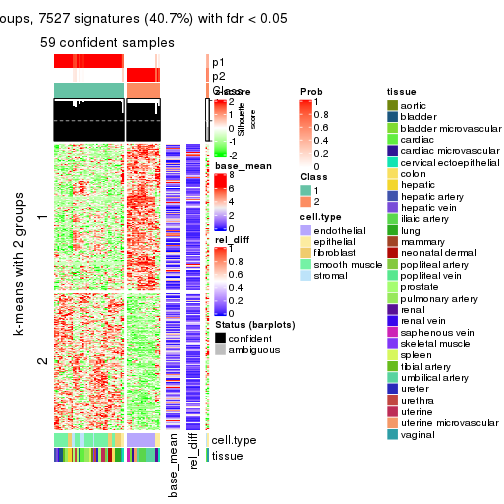 oups, 7527 signatures (40.7%) with fdr < 0.05
59 confident samples
p1
p2
Class
Silhouette
score
k-means with 2 groups
1
2
cell.type
tissue
base_mean
rel_diff
z-score
2
1
0
-1
-2
base_mean
8
6
4
2
0
rel_diff
1
0.8
0.6
0.4
0.2
0
Status (barplots)
confident
ambiguous
Prob
1
0.8
0.6
0.4
0.2
0
Class
1
2
cell.type
endothelial
epithelial
fibroblast
smooth muscle
stromal
tissue
aortic
bladder
bladder microvascular
cardiac
cardiac microvascular
cervical ectoepithelial
colon
hepatic
hepatic artery
hepatic vein
iliac artery
lung
mammary
neonatal dermal
popliteal artery
popliteal vein
prostate
pulmonary artery
renal
renal vein
saphenous vein
skeletal muscle
spleen
tibial artery
umbilical artery
ureter
urethra
uterine
uterine microvascular
vaginal